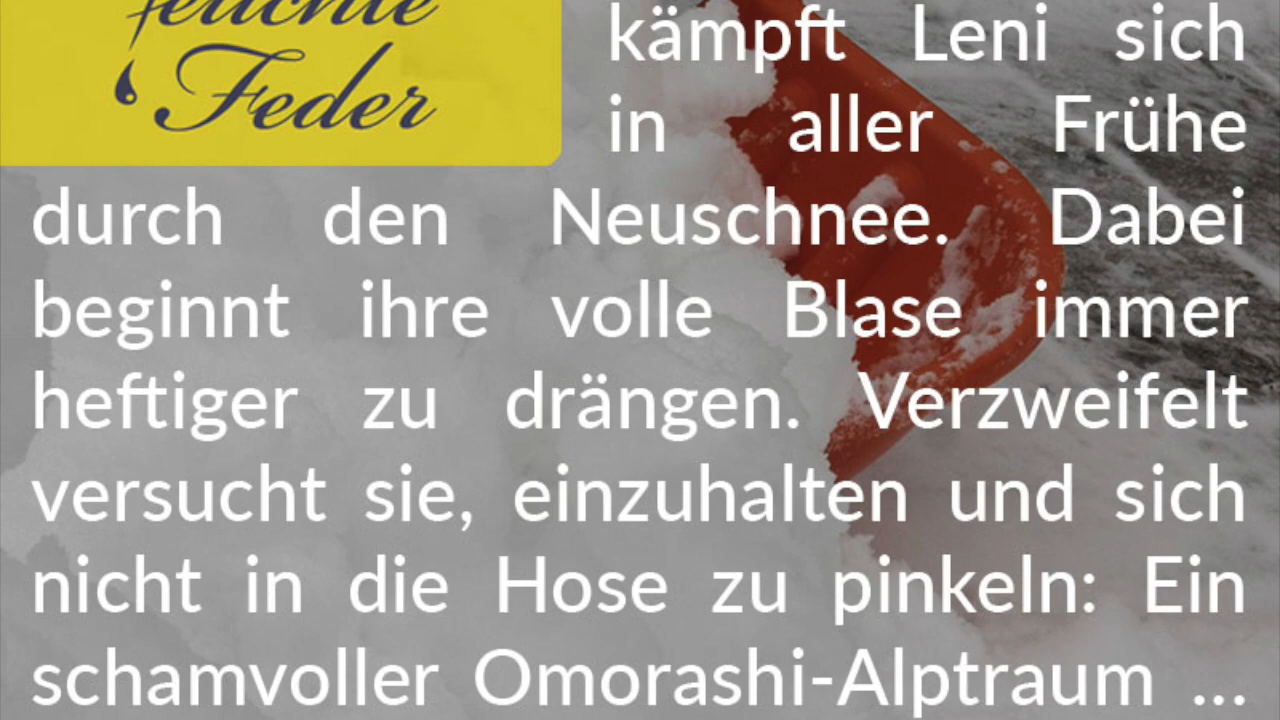 feuchte
Feder
kämpft Leni sich
in aller Frühe
durch den Neuschnee. Dabei
beginnt ihre volle Blase immer
heftiger zu drängen. Verzweifelt
versucht sie, einzuhalten und sich
nicht in die Hose zu pinkeln: Ein
schamvoller Omorashi-Alptraum ...